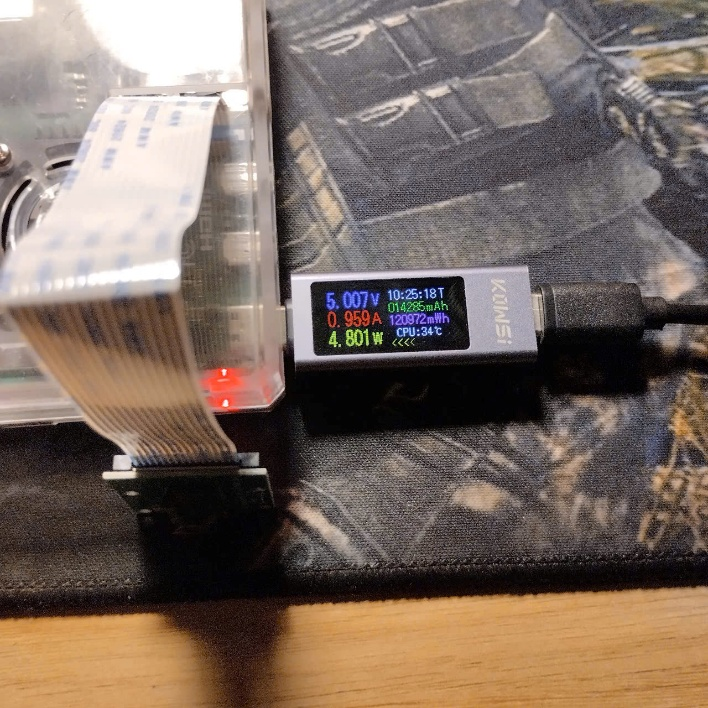 5.007V 10:25:18T
014285mAh
0.959A 120972mWh
4.801W CPU:34℃
<<<<
KOWSI